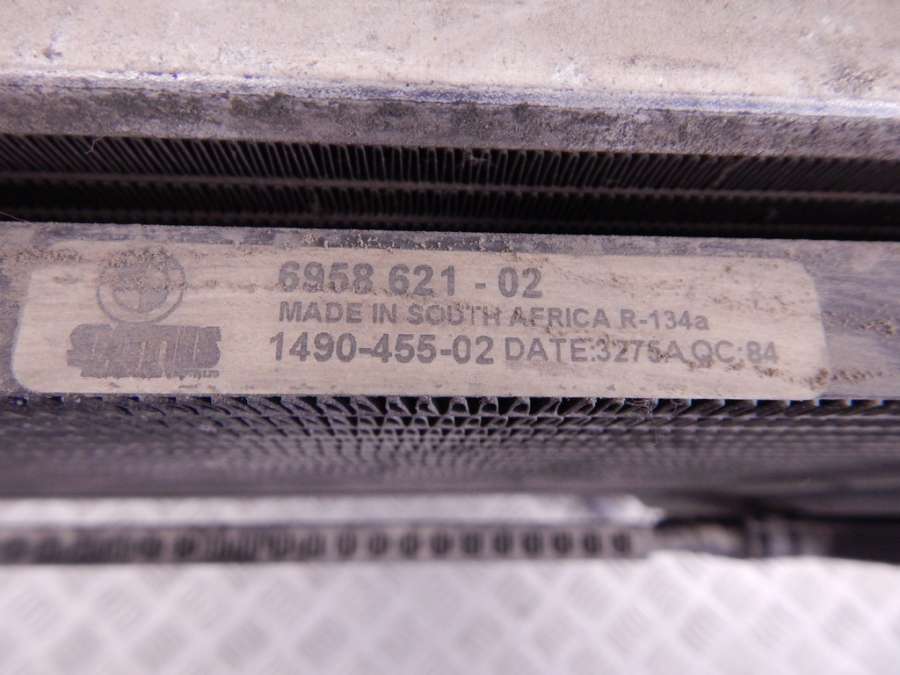 6958 621 - 02
MADE IN SOUTH AFRICA R-134a
1490-455-02 DATE:3275A QC:84